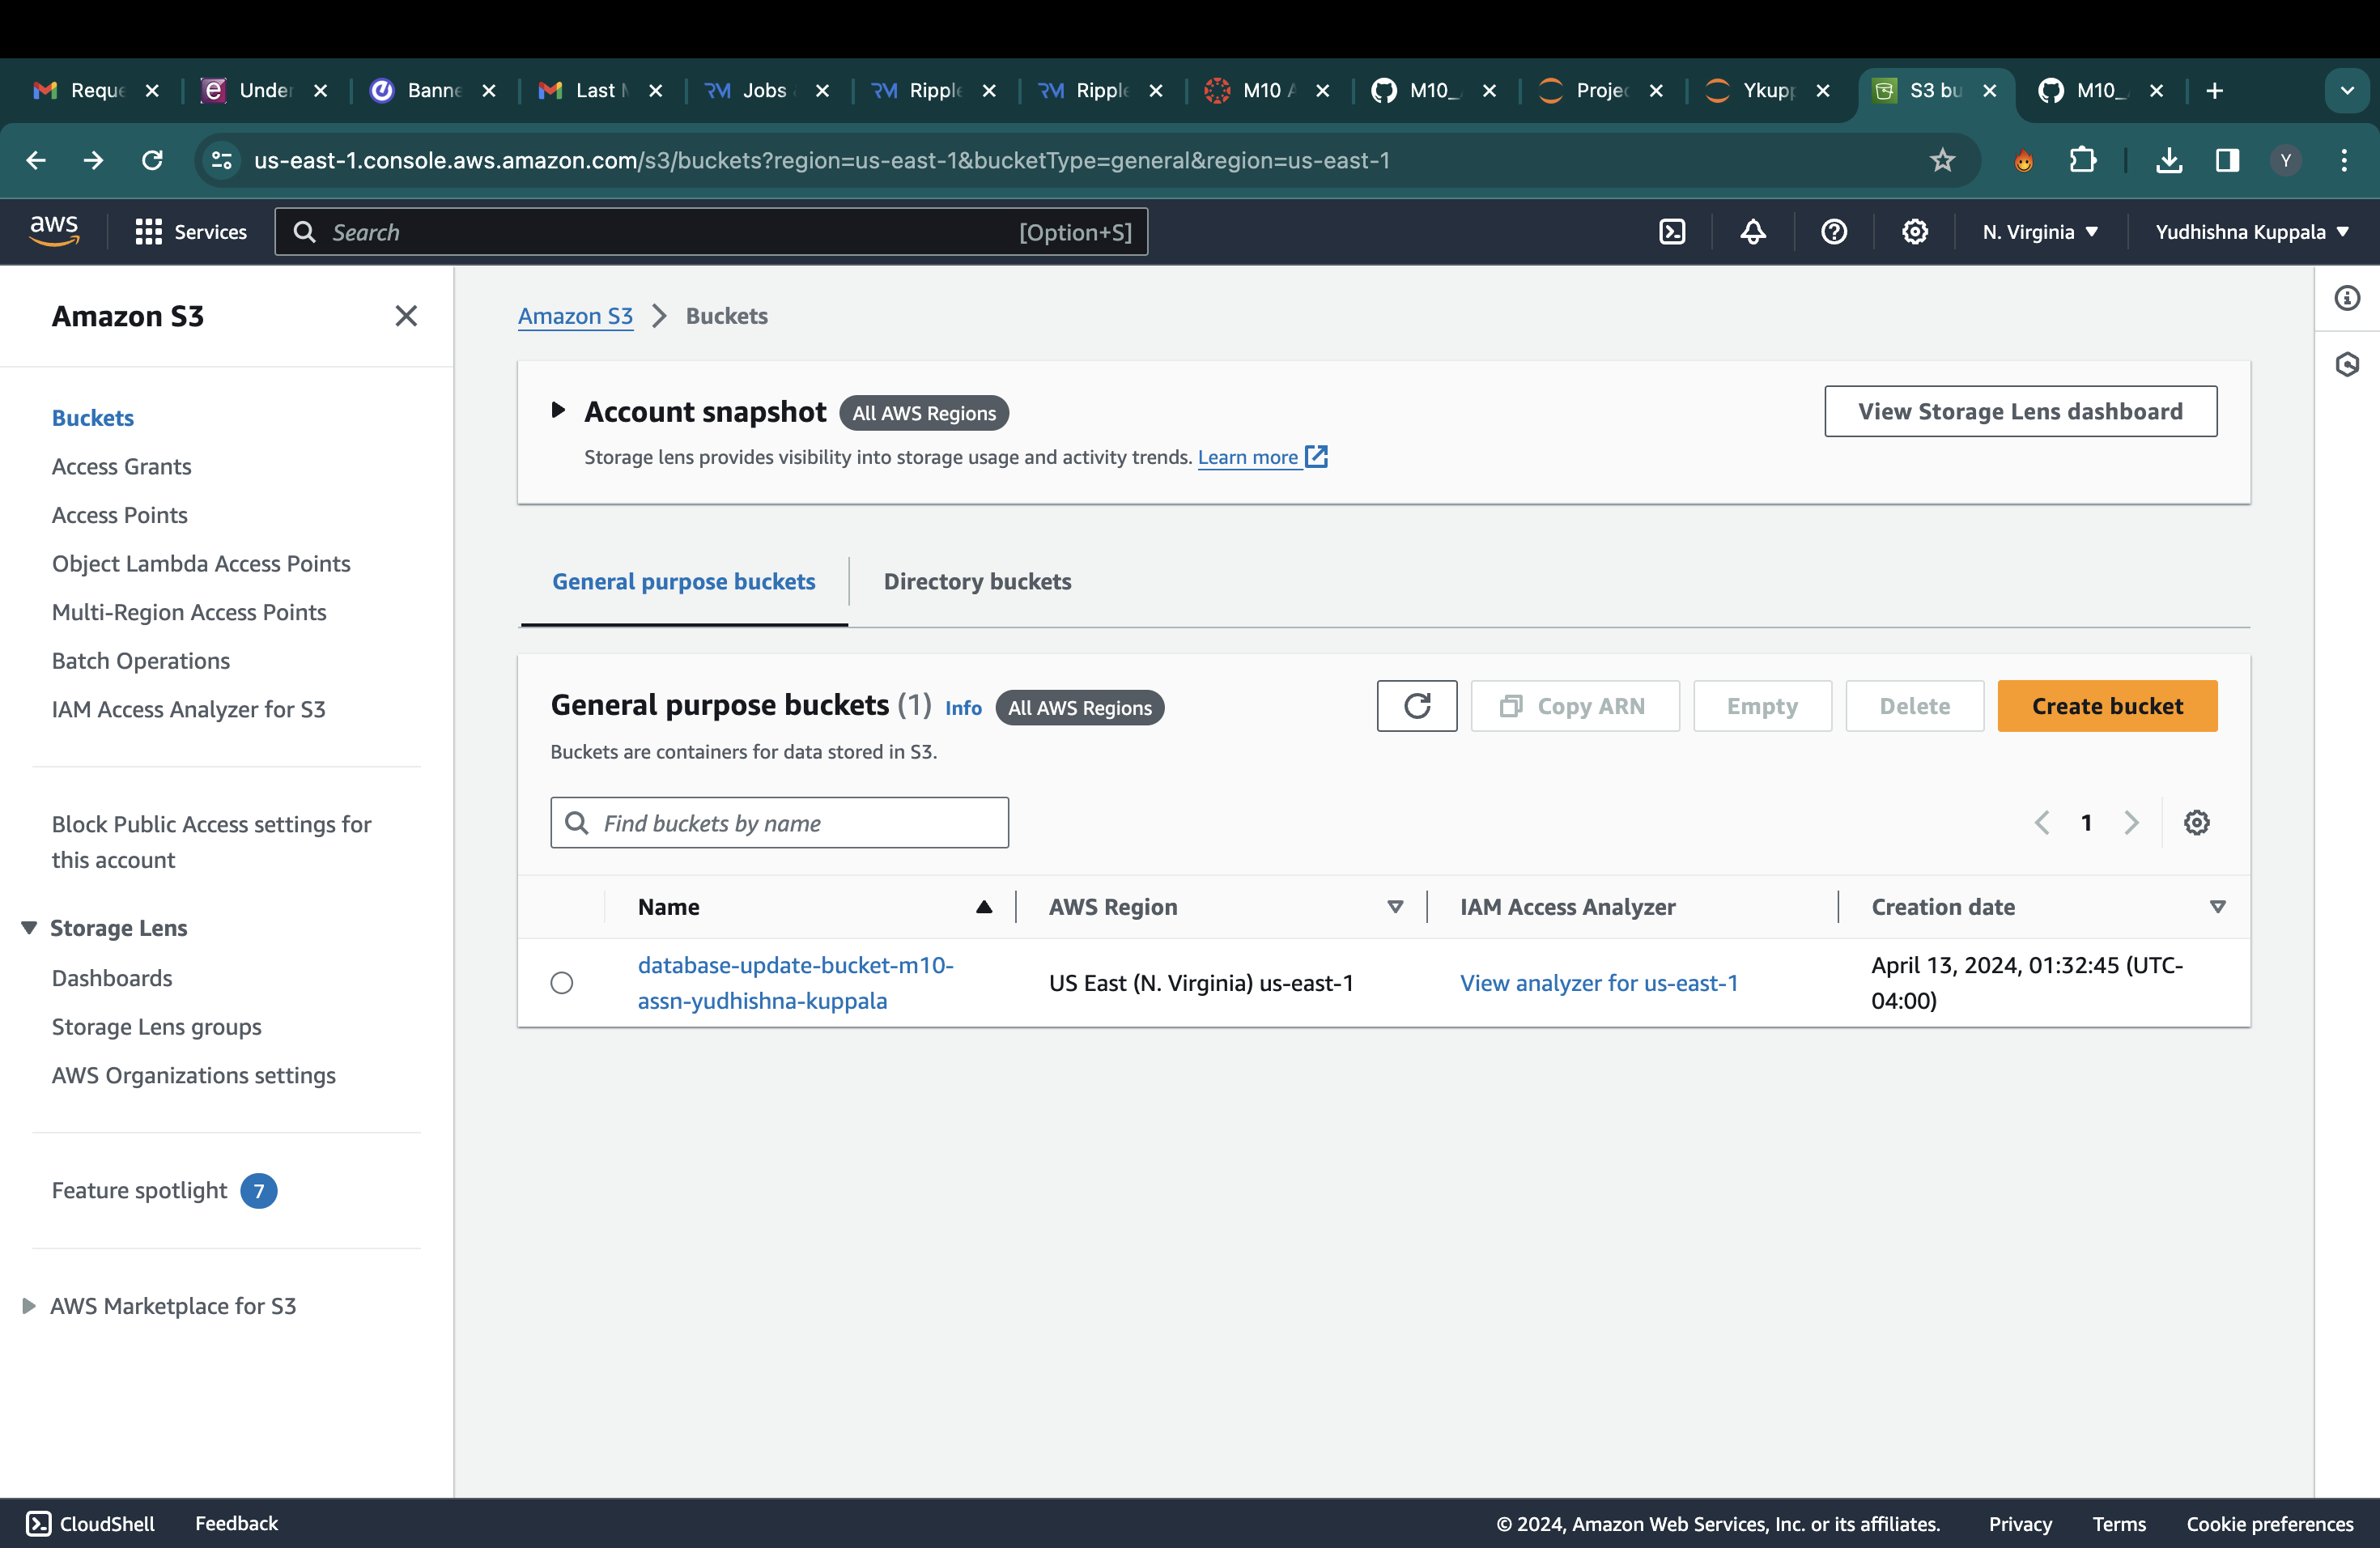 Reque
Under
Banne
Last M
Jobs
Ripple
Ripple
M10 A
M10_
Projec
Ykupp
S3 bu
M10_
us-east-1.console.aws.amazon.com/s3/buckets?region=us-east-1&bucketType=general&region=us-east-1
Y
aws
Services
Search
[Option+S]
N. Virginia
Yudhishna Kuppala
Amazon S3
Buckets
Access Grants
Access Points
Object Lambda Access Points
Multi-Region Access Points
Batch Operations
IAM Access Analyzer for S3
Block Public Access settings for
this account
Storage Lens
Dashboards
Storage Lens groups
AWS Organizations settings
Feature spotlight 7
AWS Marketplace for S3
Amazon S3 > Buckets
Account snapshot All AWS Regions
View Storage Lens dashboard
Storage lens provides visibility into storage usage and activity trends. Learn more
General purpose buckets
Directory buckets
General purpose buckets (1) Info All AWS Regions
Copy ARN
Empty
Delete
Create bucket
Buckets are containers for data stored in S3.
Find buckets by name
1
Name
AWS Region
IAM Access Analyzer
Creation date
database-update-bucket-m10-
assn-yudhishna-kuppala
US East (N. Virginia) us-east-1
View analyzer for us-east-1
April 13, 2024, 01:32:45 (UTC-
04:00)
CloudShell
Feedback
© 2024, Amazon Web Services, Inc. or its affiliates.
Privacy
Terms
Cookie preferences